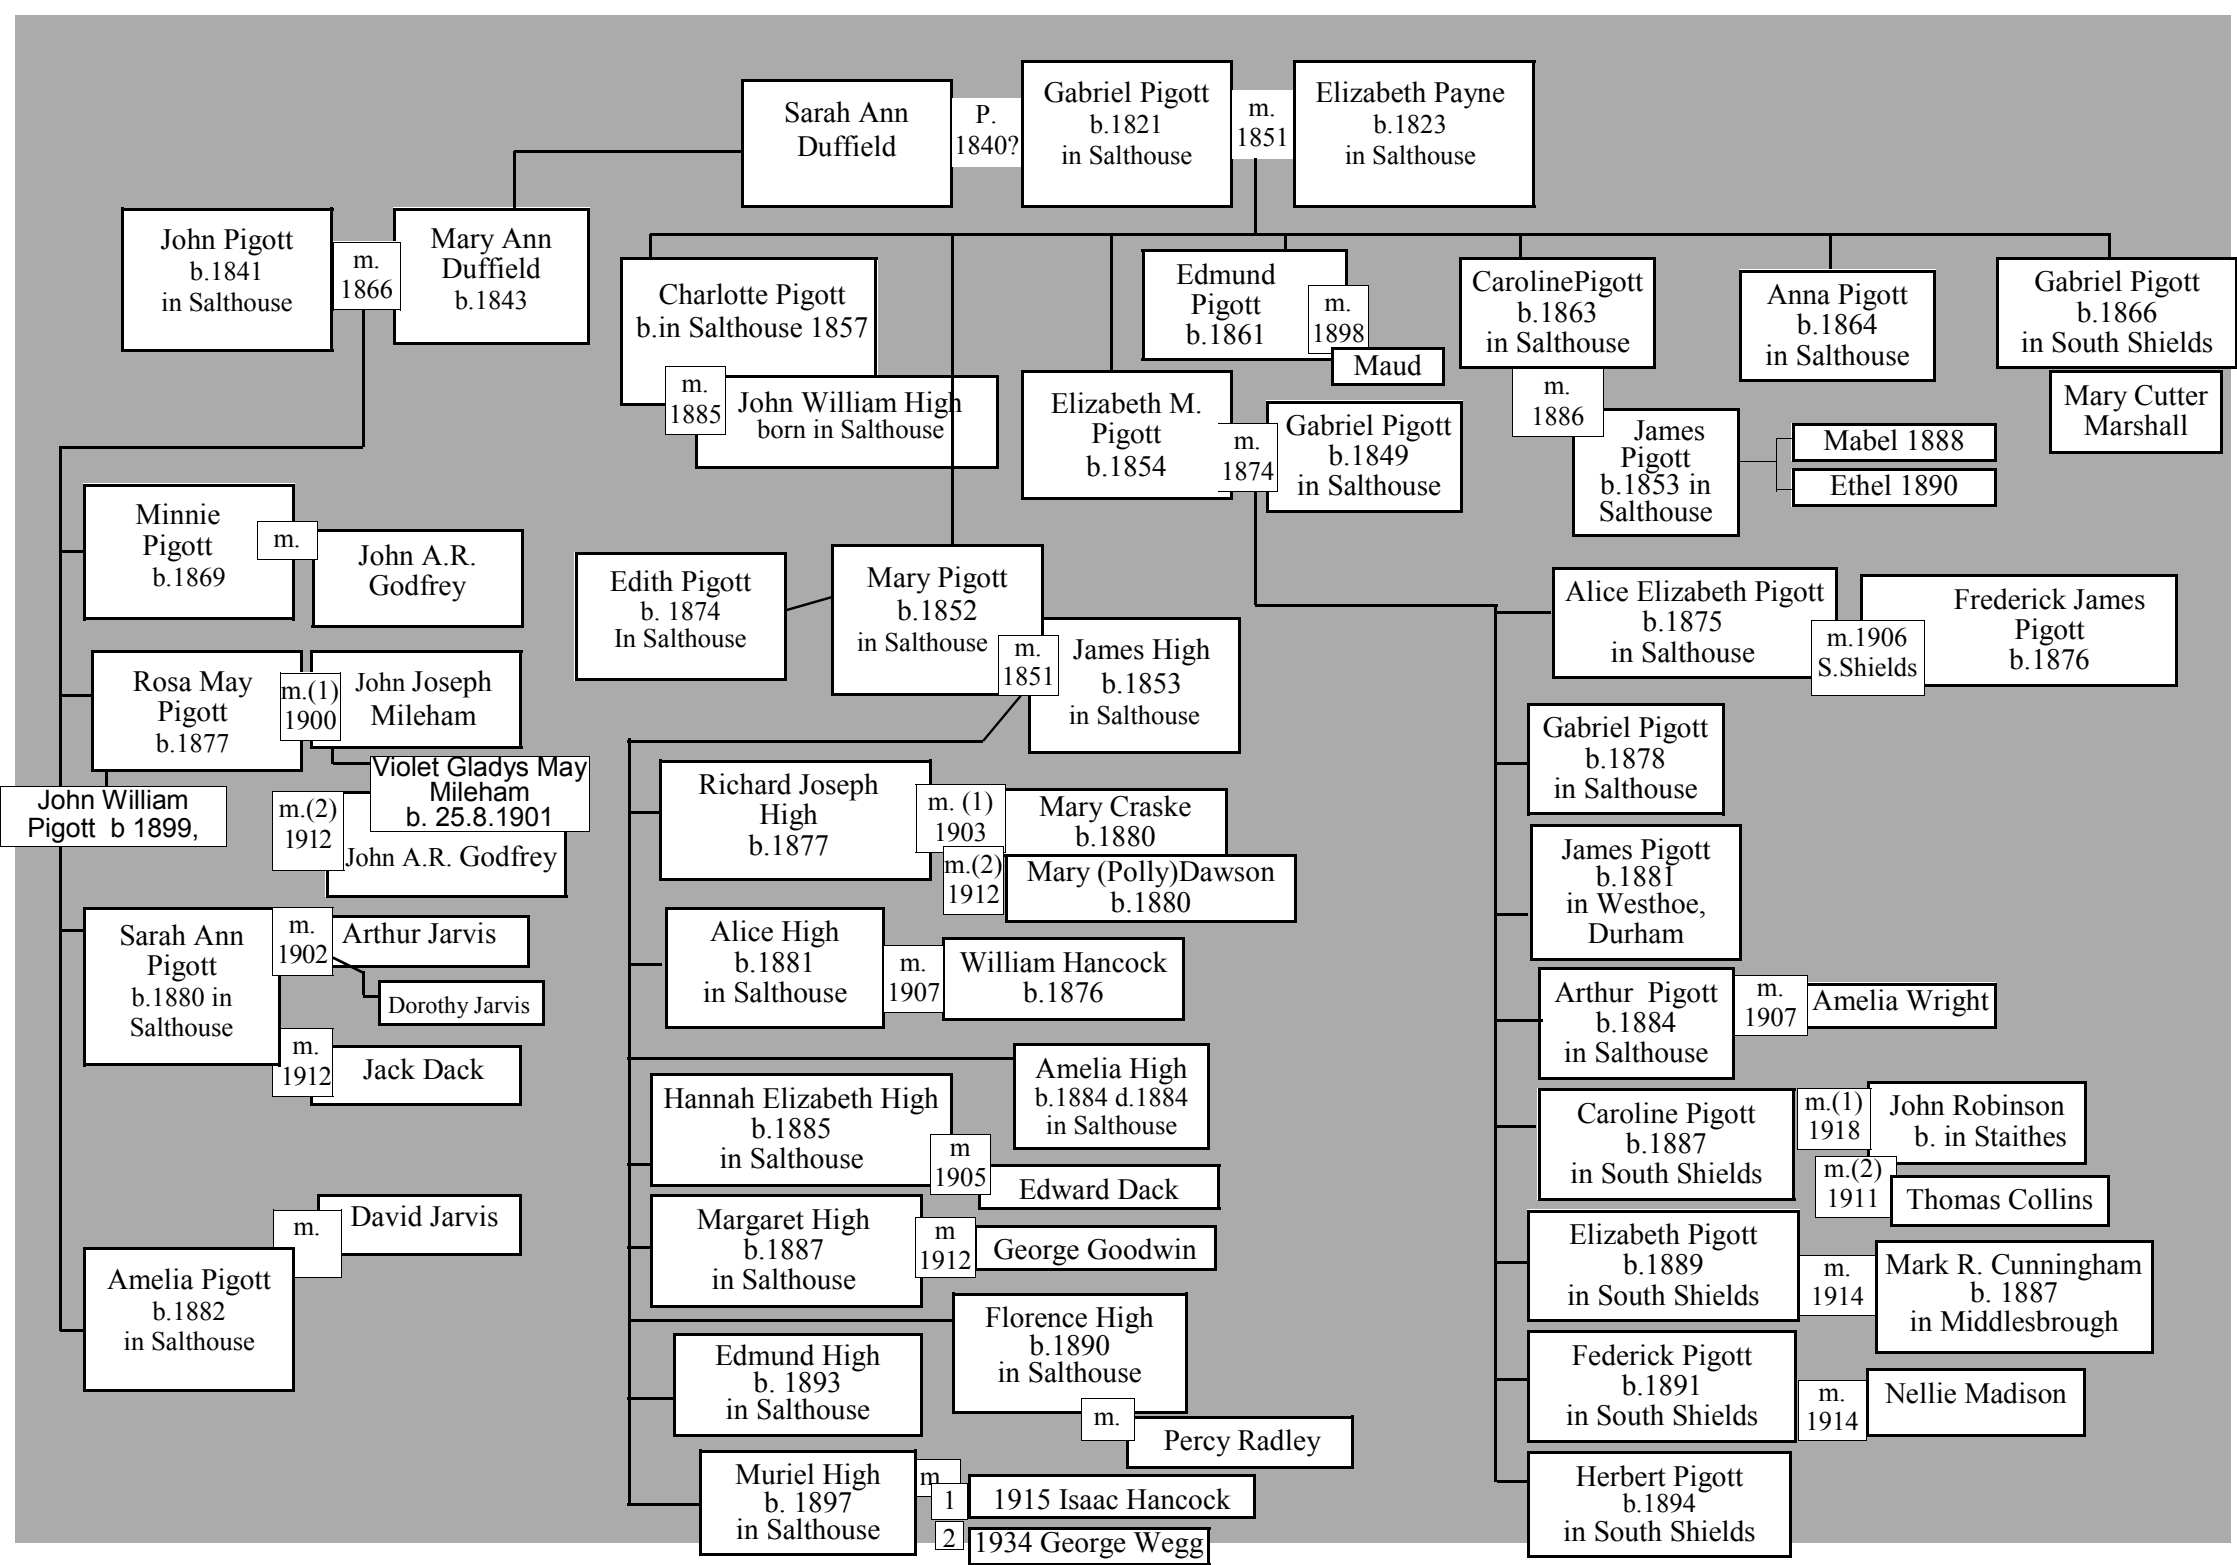 Sarah Ann
Duffield
P.
1840?
Gabriel Pigott
b.1821
in Salthouse
m.
1851
Elizabeth Payne
b.1823
in Salthouse
John Pigott
b.1841
in Salthouse
m.
1866
Mary Ann
Duffield
b.1843
Charlotte Pigott
b.in Salthouse 1857
m.
1885
John William High
born in Salthouse
Edmund
Pigott
b.1861
m.
1898
Maud
CarolinePigott
b.1863
in Salthouse
m.
1886
James
Pigott
b.1853 in
Salthouse
Mabel 1888
Ethel 1890
Anna Pigott
b.1864
in Salthouse
Gabriel Pigott
b.1866
in South Shields
Mary Cutter
Marshall
Elizabeth M.
Pigott
b.1854
m.
1874
Gabriel Pigott
b.1849
in Salthouse
Minnie
Pigott
b.1869
m.
John A.R.
Godfrey
Rosa May
Pigott
b.1877
m.(1)
1900
John Joseph
Mileham
Violet Gladys May
Mileham
b. 25.8.1901
John William
Pigott  b 1899,
m.(2)
1912
John A.R. Godfrey
Sarah Ann
Pigott
b.1880 in
Salthouse
m.
1902
Arthur Jarvis
Dorothy Jarvis
m.
1912
Jack Dack
David Jarvis
m.
Amelia Pigott
b.1882
in Salthouse
Edith Pigott
b. 1874
In Salthouse
Mary Pigott
b.1852
in Salthouse
m.
1851
James High
b.1853
in Salthouse
Richard Joseph
High
b.1877
m. (1)
1903
Mary Craske
b.1880
m.(2)
1912
Mary (Polly)Dawson
b.1880
Alice High
b.1881
in Salthouse
m.
1907
William Hancock
b.1876
Amelia High
b.1884 d.1884
in Salthouse
Hannah Elizabeth High
b.1885
in Salthouse
m
1905
Edward Dack
Margaret High
b.1887
in Salthouse
m
1912
George Goodwin
Florence High
b.1890
in Salthouse
m.
Percy Radley
Edmund High
b. 1893
in Salthouse
Muriel High
b. 1897
in Salthouse
m
1
1915 Isaac Hancock
2
1934 George Wegg
Alice Elizabeth Pigott
b.1875
in Salthouse
m.1906
S.Shields
Frederick James
Pigott
b.1876
Gabriel Pigott
b.1878
in Salthouse
James Pigott
b.1881
in Westhoe,
Durham
Arthur  Pigott
b.1884
in Salthouse
m.
1907
Amelia Wright
Caroline Pigott
b.1887
in South Shields
m.(1)
1918
John Robinson
b. in Staithes
m.(2)
1911
Thomas Collins
Elizabeth Pigott
b.1889
in South Shields
m.
1914
Mark R. Cunningham
b. 1887
in Middlesbrough
Federick Pigott
b.1891
in South Shields
m.
1914
Nellie Madison
Herbert Pigott
b.1894
in South Shields